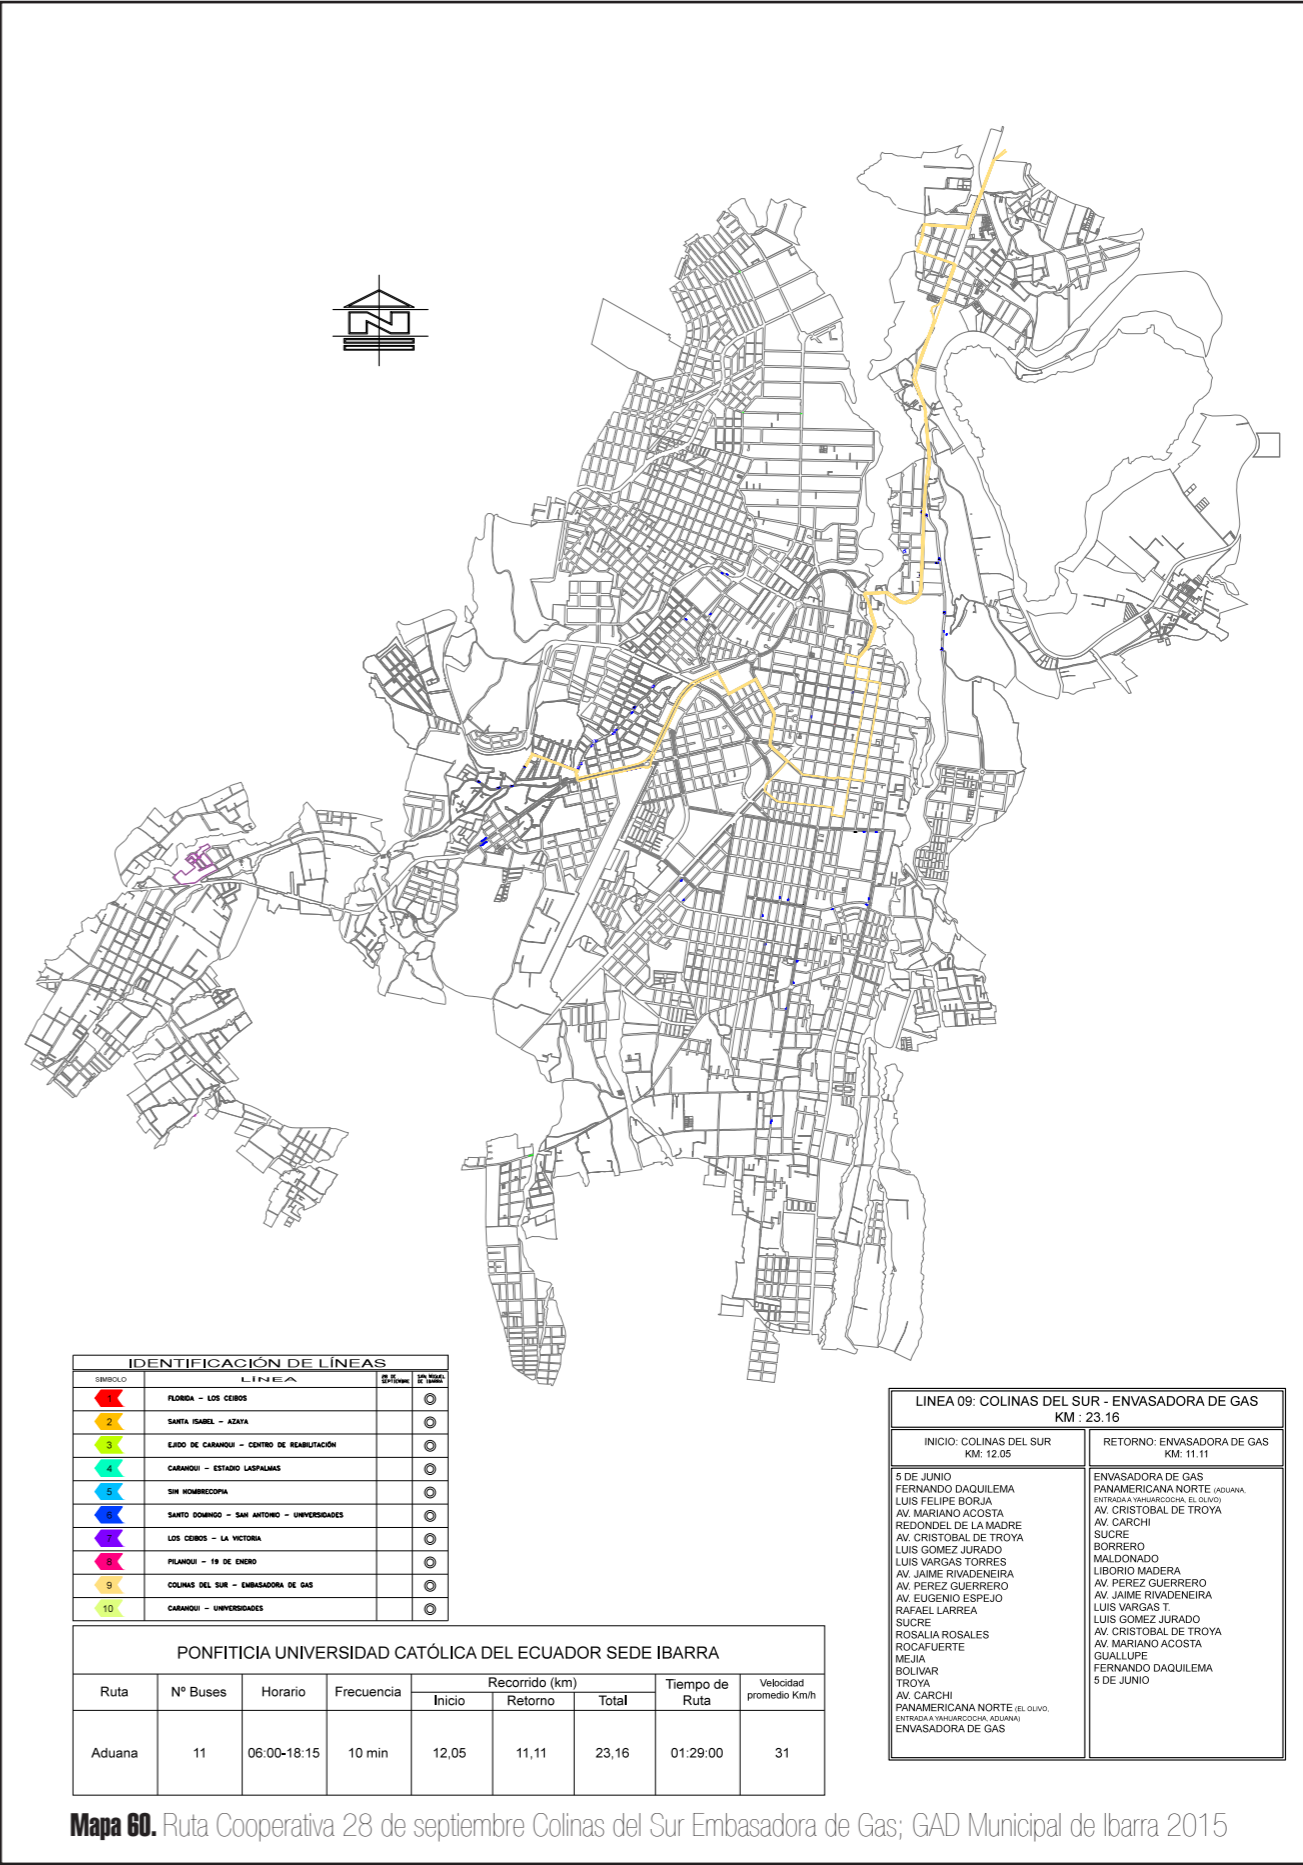 N
IDENTIFICACIÓN DE LÍNEAS
SIMBOLO LÍNEA 28 DE SEPTIEMBRE SAN MIGUEL DE IBARRA
1 FLORIDA - LOS CEIBOS
2 SANTA ISABEL - AZAYA
3 EJIDO DE CARANQUI - CENTRO DE REABILITACIÓN
4 CARANQUI - ESTADIO LASPALMAS
5 SIN NOMBRECOPIA
6 SANTO DOMINGO - SAN ANTONIO - UNIVERSIDADES
7 LOS CEIBOS - LA VICTORIA
8 PILANQUI - 19 DE ENERO
9 COLINAS DEL SUR - EMBASADORA DE GAS
10 CARANQUI - UNIVERSIDADES
PONFITICIA UNIVERSIDAD CATÓLICA DEL ECUADOR SEDE IBARRA
Ruta Nº Buses Horario Frecuencia Recorrido (km) Tiempo de Ruta Velocidad promedio Km/h
Inicio Retorno Total
Aduana 11 06:00-18:15 10 min 12,05 11,11 23,16 01:29:00 31
LINEA 09: COLINAS DEL SUR - ENVASADORA DE GAS
KM : 23.16
INICIO: COLINAS DEL SUR
KM: 12.05
5 DE JUNIO
FERNANDO DAQUILEMA
LUIS FELIPE BORJA
AV. MARIANO ACOSTA
REDONDEL DE LA MADRE
AV. CRISTOBAL DE TROYA
LUIS GOMEZ JURADO
LUIS VARGAS TORRES
AV. JAIME RIVADENEIRA
AV. PEREZ GUERRERO
AV. EUGENIO ESPEJO
RAFAEL LARREA
SUCRE
ROSALIA ROSALES
ROCAFUERTE
MEJIA
BOLIVAR
TROYA
AV. CARCHI
PANAMERICANA NORTE (EL OLIVO,
ENTRADA A YAHUARCOCHA, ADUANA)
ENVASADORA DE GAS
RETORNO: ENVASADORA DE GAS
KM: 11.11
ENVASADORA DE GAS
PANAMERICANA NORTE (ADUANA,
ENTRADA A YAHUARCOCHA, EL OLIVO)
AV. CRISTOBAL DE TROYA
AV. CARCHI
SUCRE
BORRERO
MALDONADO
LIBORIO MADERA
AV. PEREZ GUERRERO
AV. JAIME RIVADENEIRA
LUIS VARGAS T.
LUIS GOMEZ JURADO
AV. CRISTOBAL DE TROYA
AV. MARIANO ACOSTA
GUALLUPE
FERNANDO DAQUILEMA
5 DE JUNIO
Mapa 60. Ruta Cooperativa 28 de septiembre Colinas del Sur Embasadora de Gas; GAD Municipal de Ibarra 2015